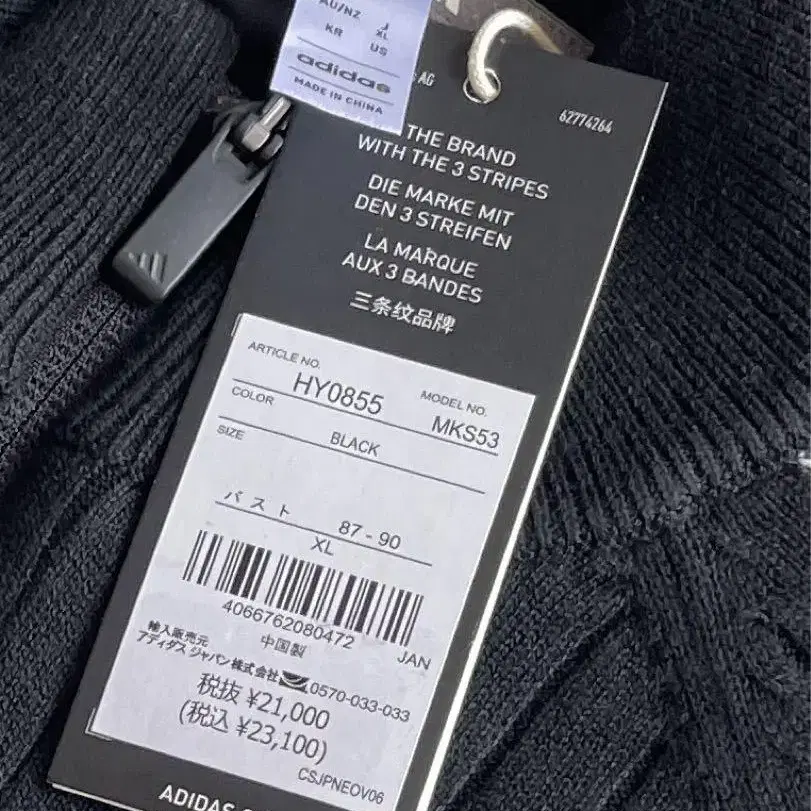 AU/NZ J
XL
KR US
adidas
MADE IN CHINA
AG
62774264
THE BRAND
WITH THE 3 STRIPES
DIE MARKE MIT
DEN 3 STREIFEN
LA MARQUE
AUX 3 BANDES
三条纹品牌
ARTICLE NO.
HY0855
MODEL NO.
MKS53
COLOR
BLACK
SIZE
バスト 87 - 90
XL
4066762080472 JAN
中国製
輸入販売元
アディダス ジャパン株式会社 0570-033-033
税抜 ¥21,000
(税込 ¥23,100)
CSJPNEOV06
ADIDAS